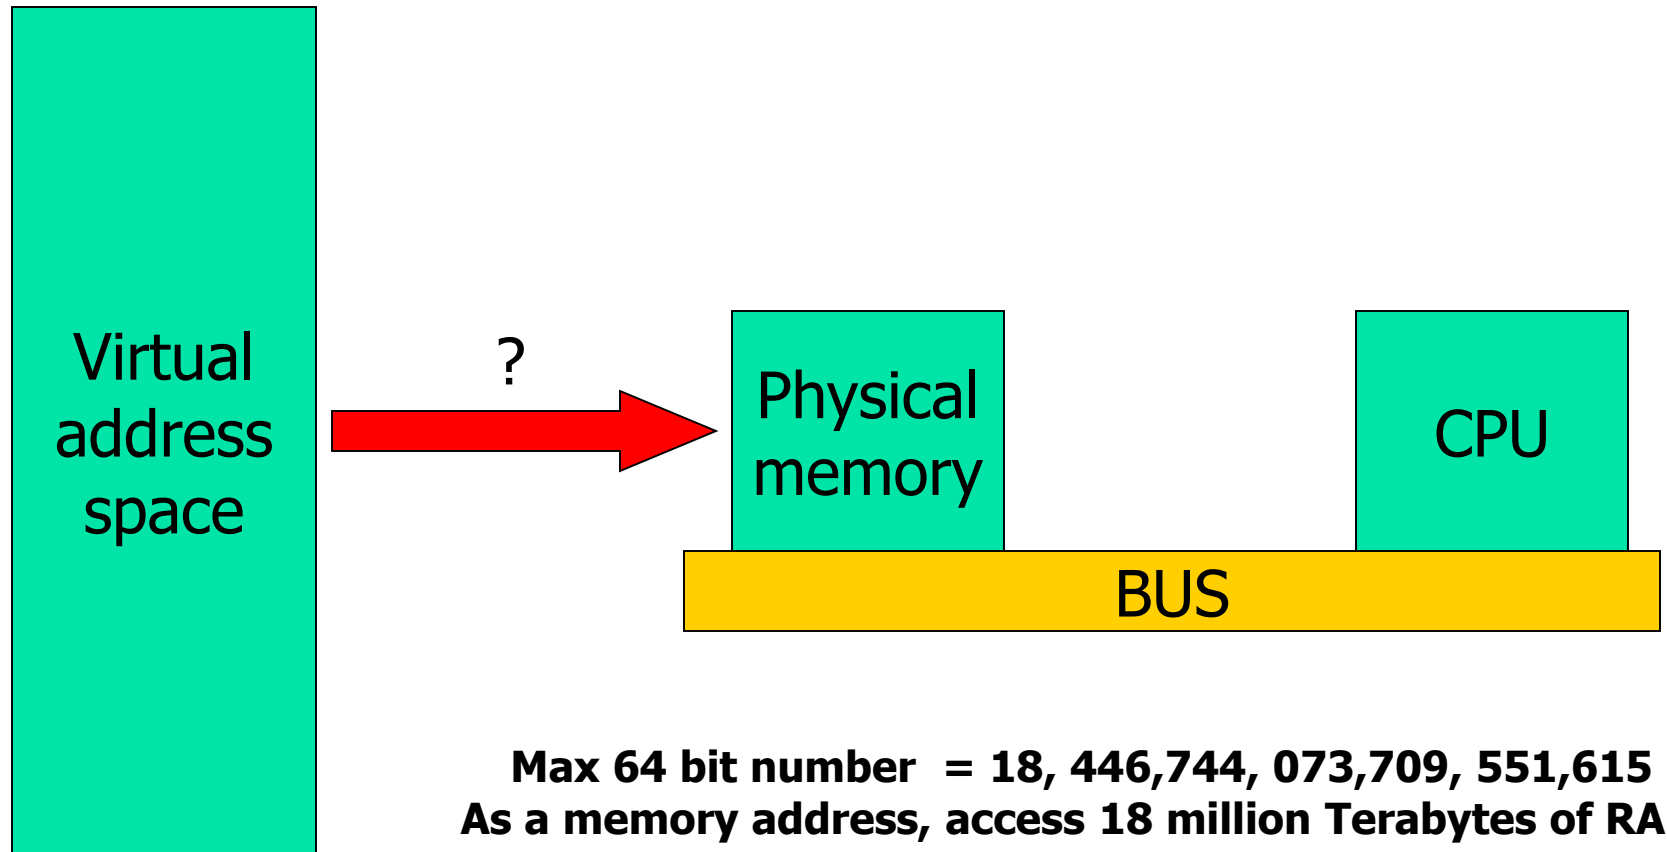 Virtual
address
space
?
Physical
memory
CPU
BUS
Max 64 bit number  = 18, 446,744, 073,709, 551,615
As a memory address, access 18 million Terabytes of RA